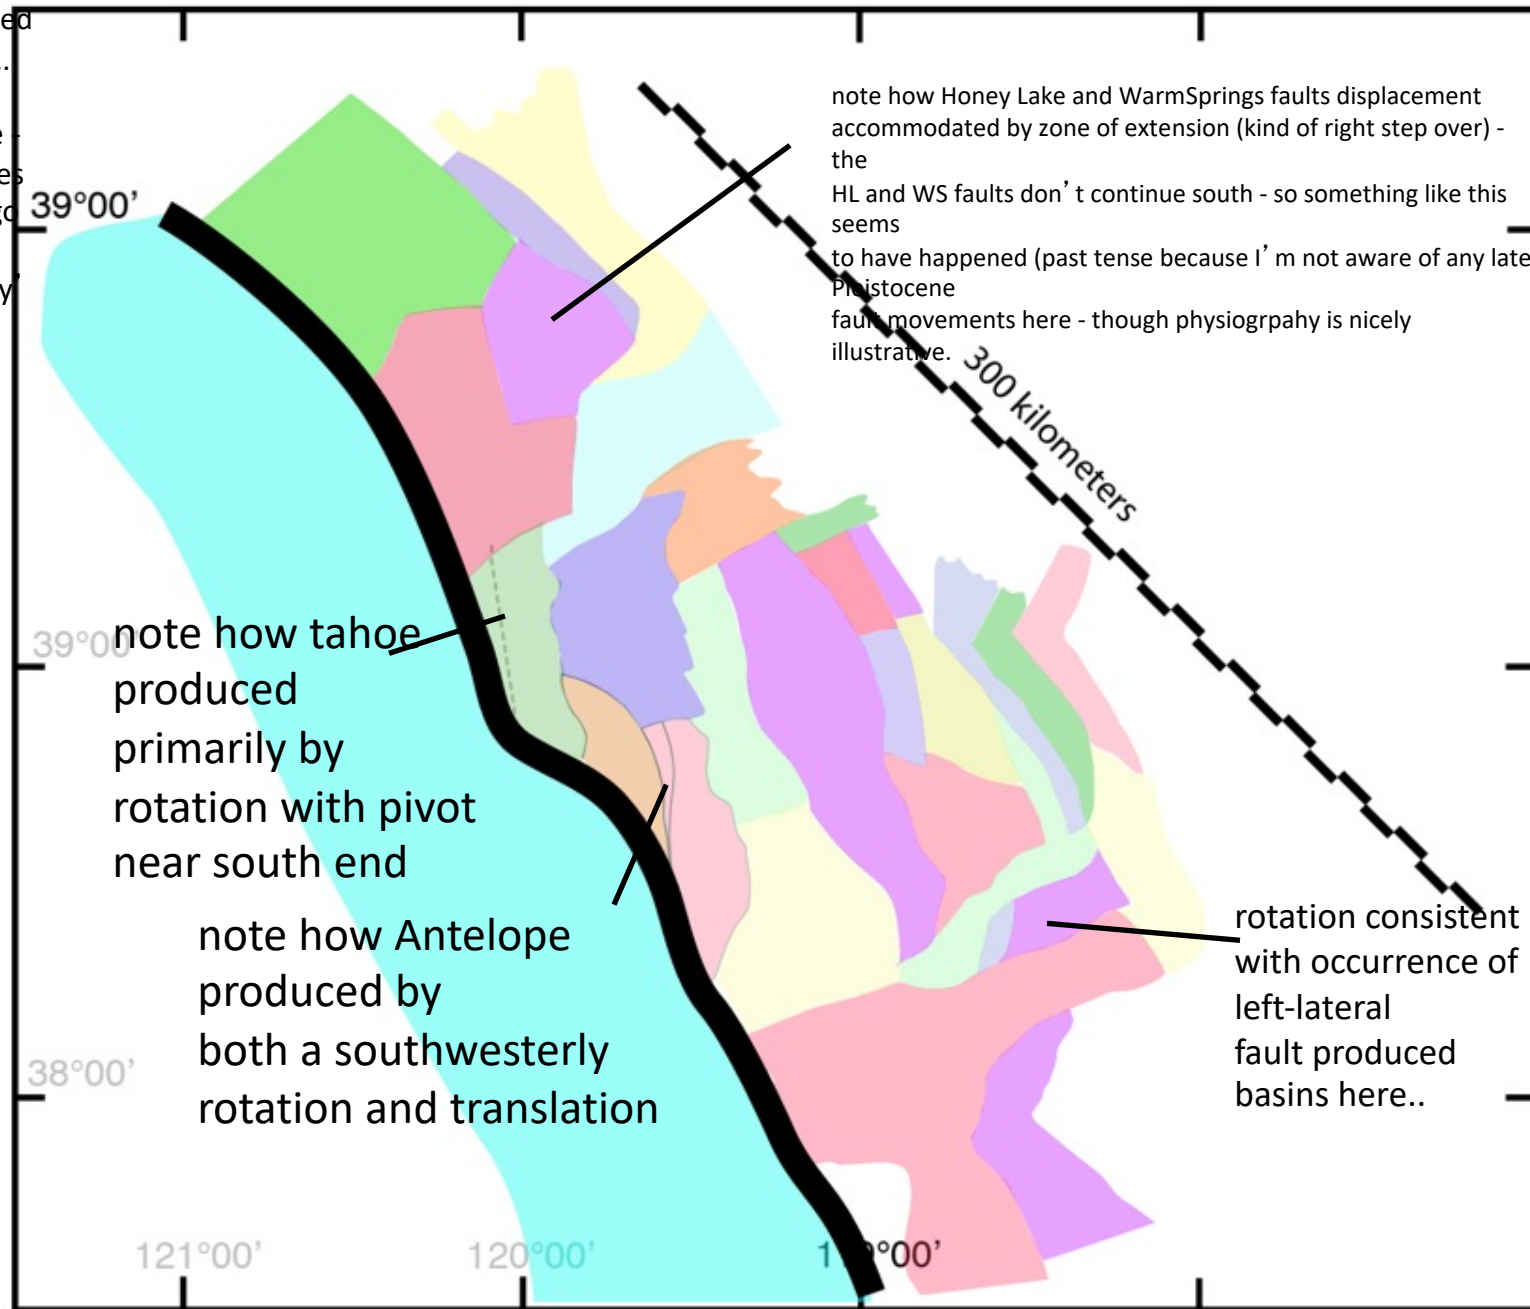 ed
..
e -
es
go
y'
39°00'
note how Honey Lake and WarmSprings faults displacement
accommodated by zone of extension (kind of right step over) -
the
HL and WS faults don't continue south - so something like this
seems
to have happened (past tense because I'm not aware of any late
Pleistocene
fault movements here - though physiogrpahy is nicely
illustrative.
300 kilometers
39°00'
note how tahoe
produced
primarily by
rotation with pivot
near south end
note how Antelope
produced by
both a southwesterly
rotation and translation
rotation consistent
with occurrence of
left-lateral
fault produced
basins here..
38°00'
121°00'
120°00'
119°00'